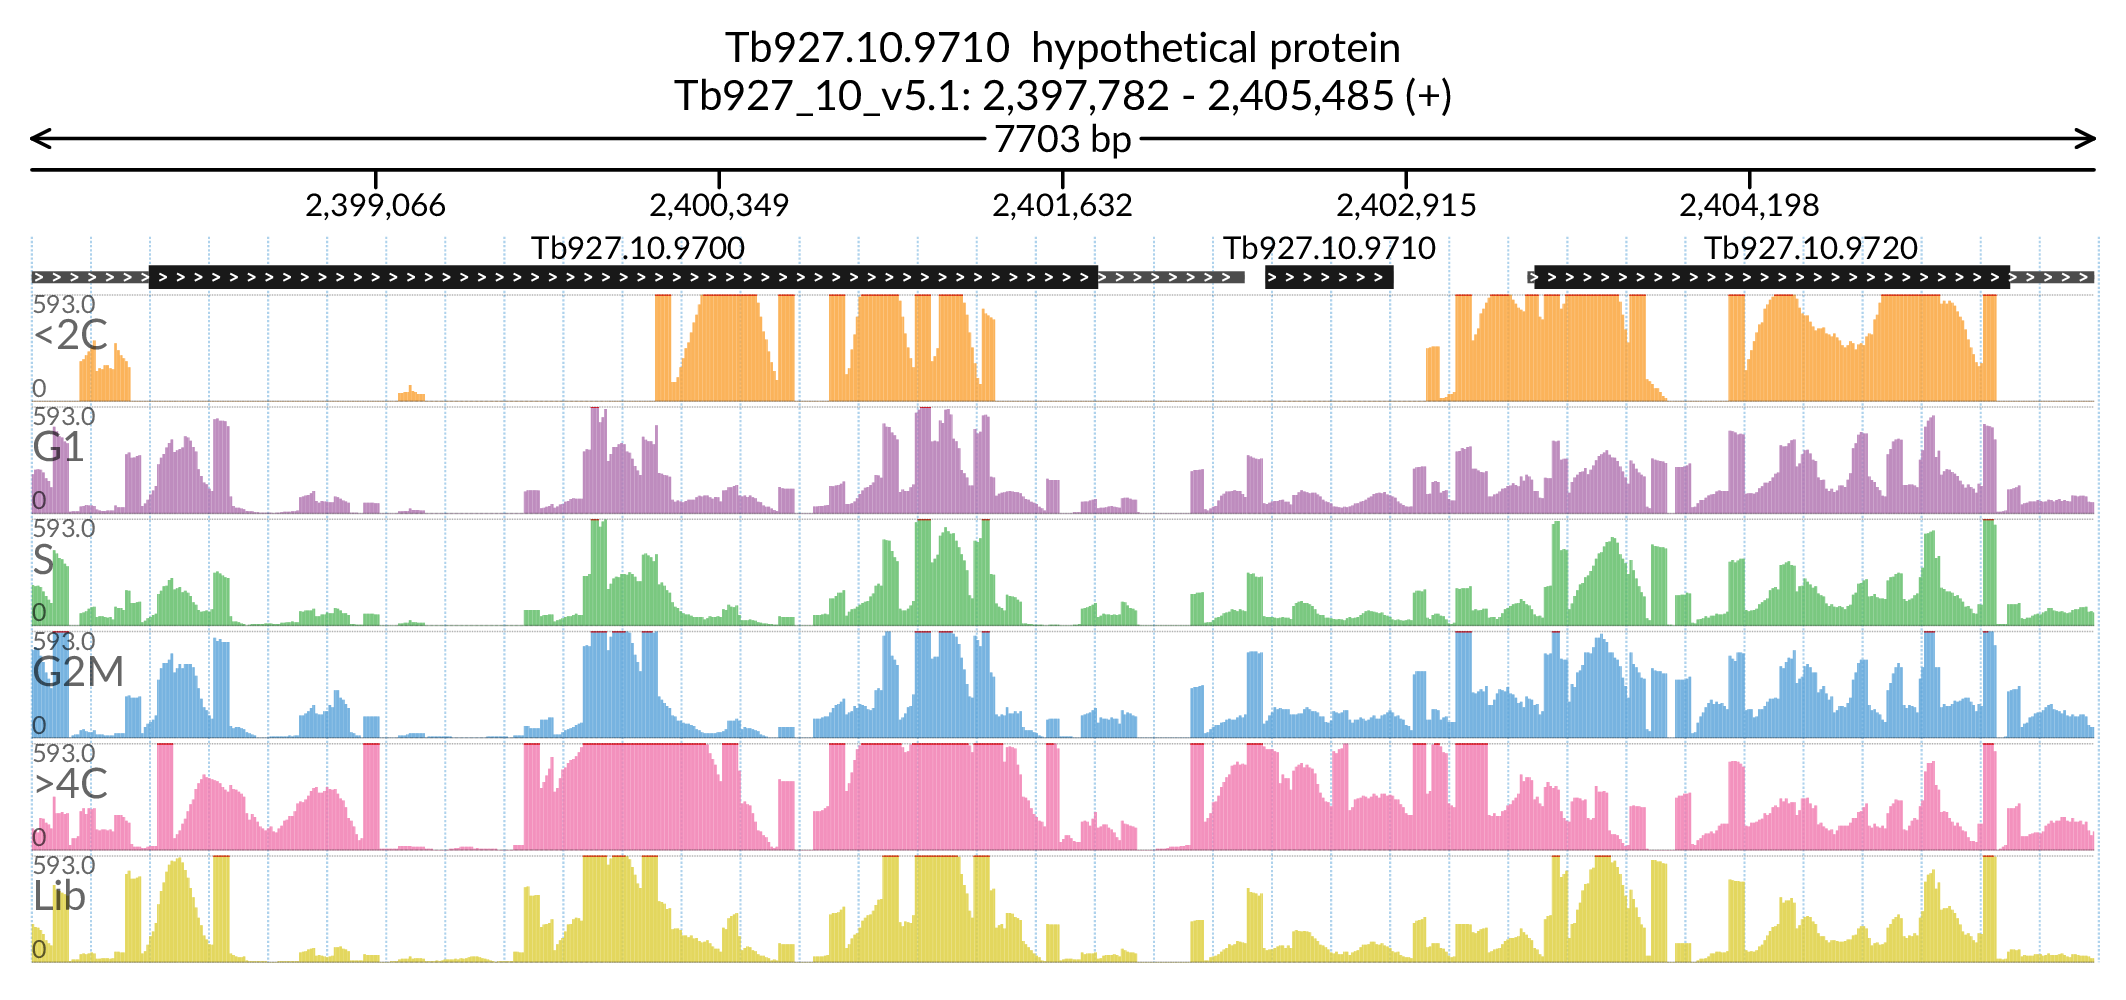 Tb927.10.9710  hypothetical protein
Tb927_10_v5.1: 2,397,782 - 2,405,485 (+)
7703 bp
2,399,066 2,400,349 2,401,632 2,402,915 2,404,198
Tb927.10.9700 Tb927.10.9710 Tb927.10.9720
593.0
<2C
0
593.0
G1
0
593.0
S
0
593.0
G2M
0
593.0
>4C
0
593.0
Lib
0